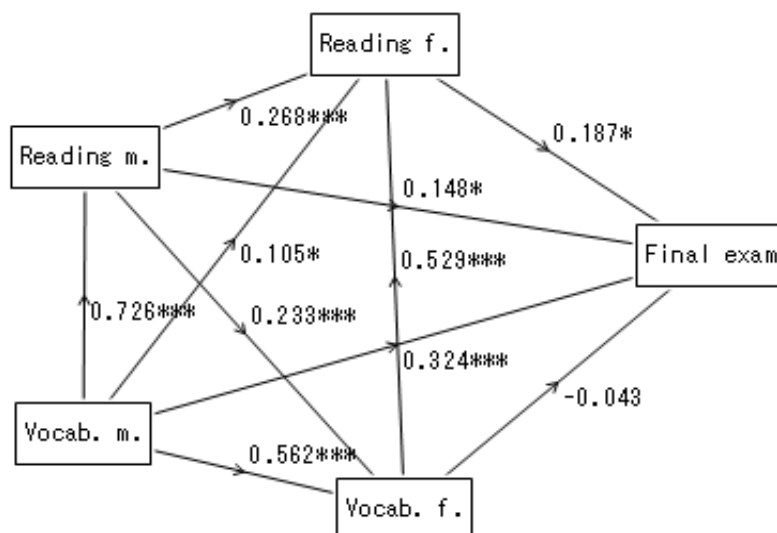 Reading f.
0.268***
0.187*
Reading m.
0.148*
0.105*
0.529***
Final exam
0.726***
0.233***
0.324***
-0.043
Vocab. m.
0.562***
Vocab. f.